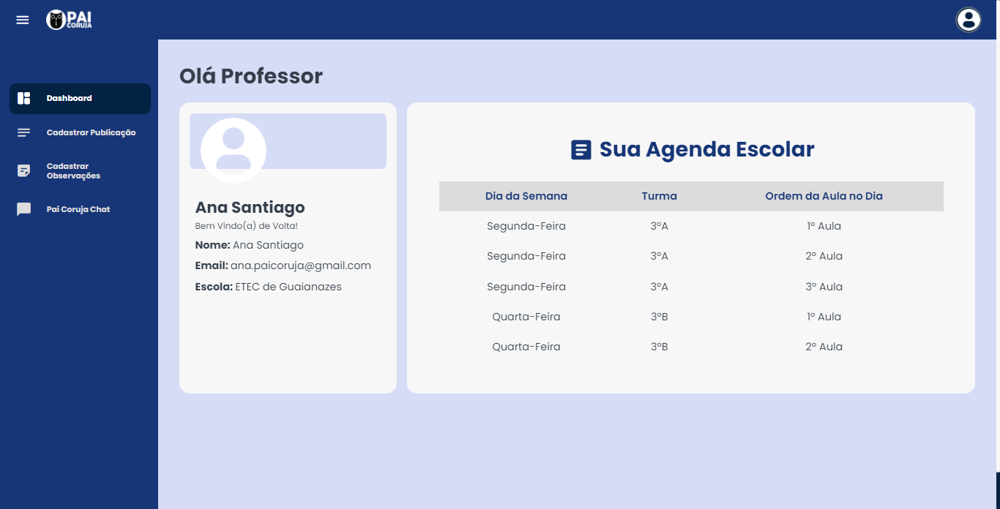 PAI
CORUJA
Dashboard
Cadastrar Publicação
Cadastrar
Observações
Pai Coruja Chat
Olá Professor
Ana Santiago
Bem Vindo(a) de Volta!
Nome: Ana Santiago
Email: ana.paicoruja@gmail.com
Escola: ETEC de Guaianazes
Sua Agenda Escolar
Dia da Semana Turma Ordem da Aula no Dia
Segunda-Feira 3ºA 1º Aula
Segunda-Feira 3ºA 2º Aula
Segunda-Feira 3ºA 3º Aula
Quarta-Feira 3ºB 1º Aula
Quarta-Feira 3ºB 2º Aula